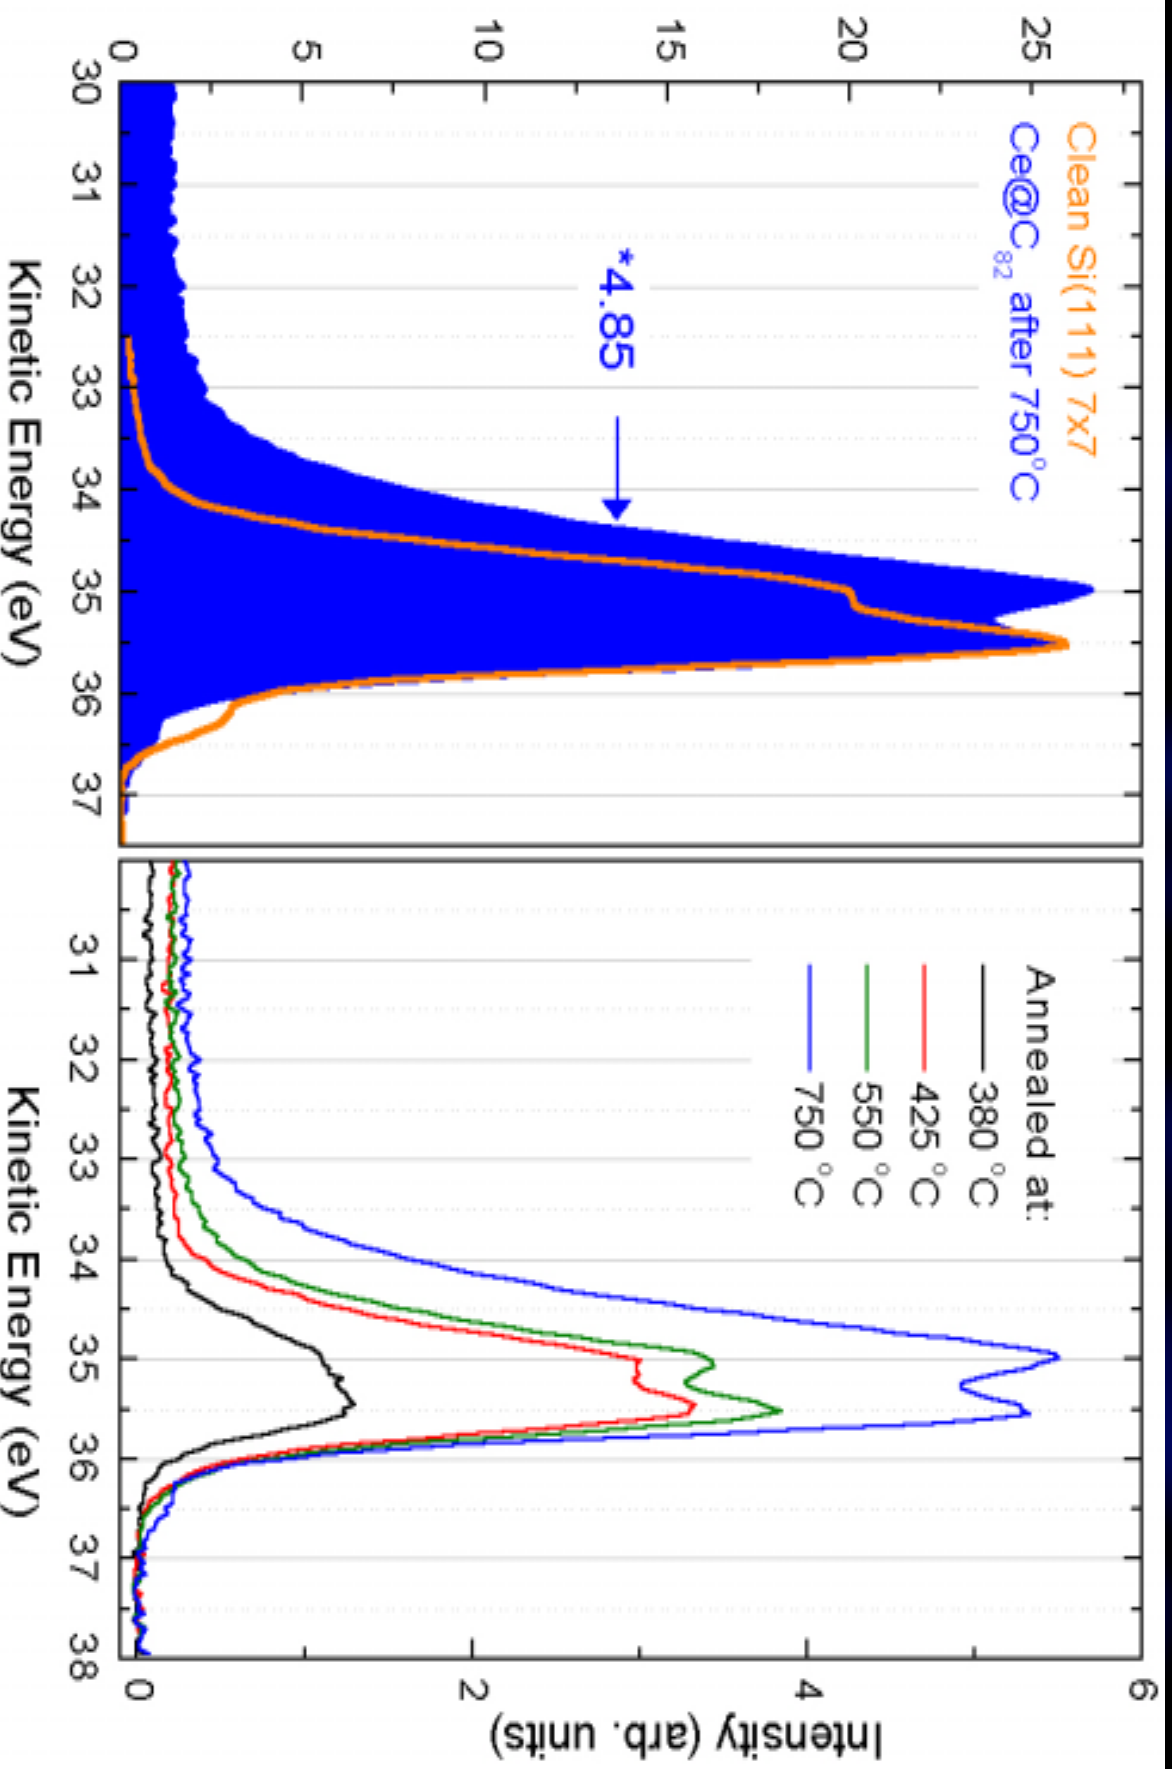 Clean Si(111) 7x7
Ce@C82 after 750°C
*4.85
0
5
10
15
20
25
30 31 32 33 34 35 36 37
Kinetic Energy (eV)
Annealed at:
380 °C
425 °C
550 °C
750 °C
31 32 33 34 35 36 37 38
Kinetic Energy (eV)
0
2
4
6
Intensity (arb. units)